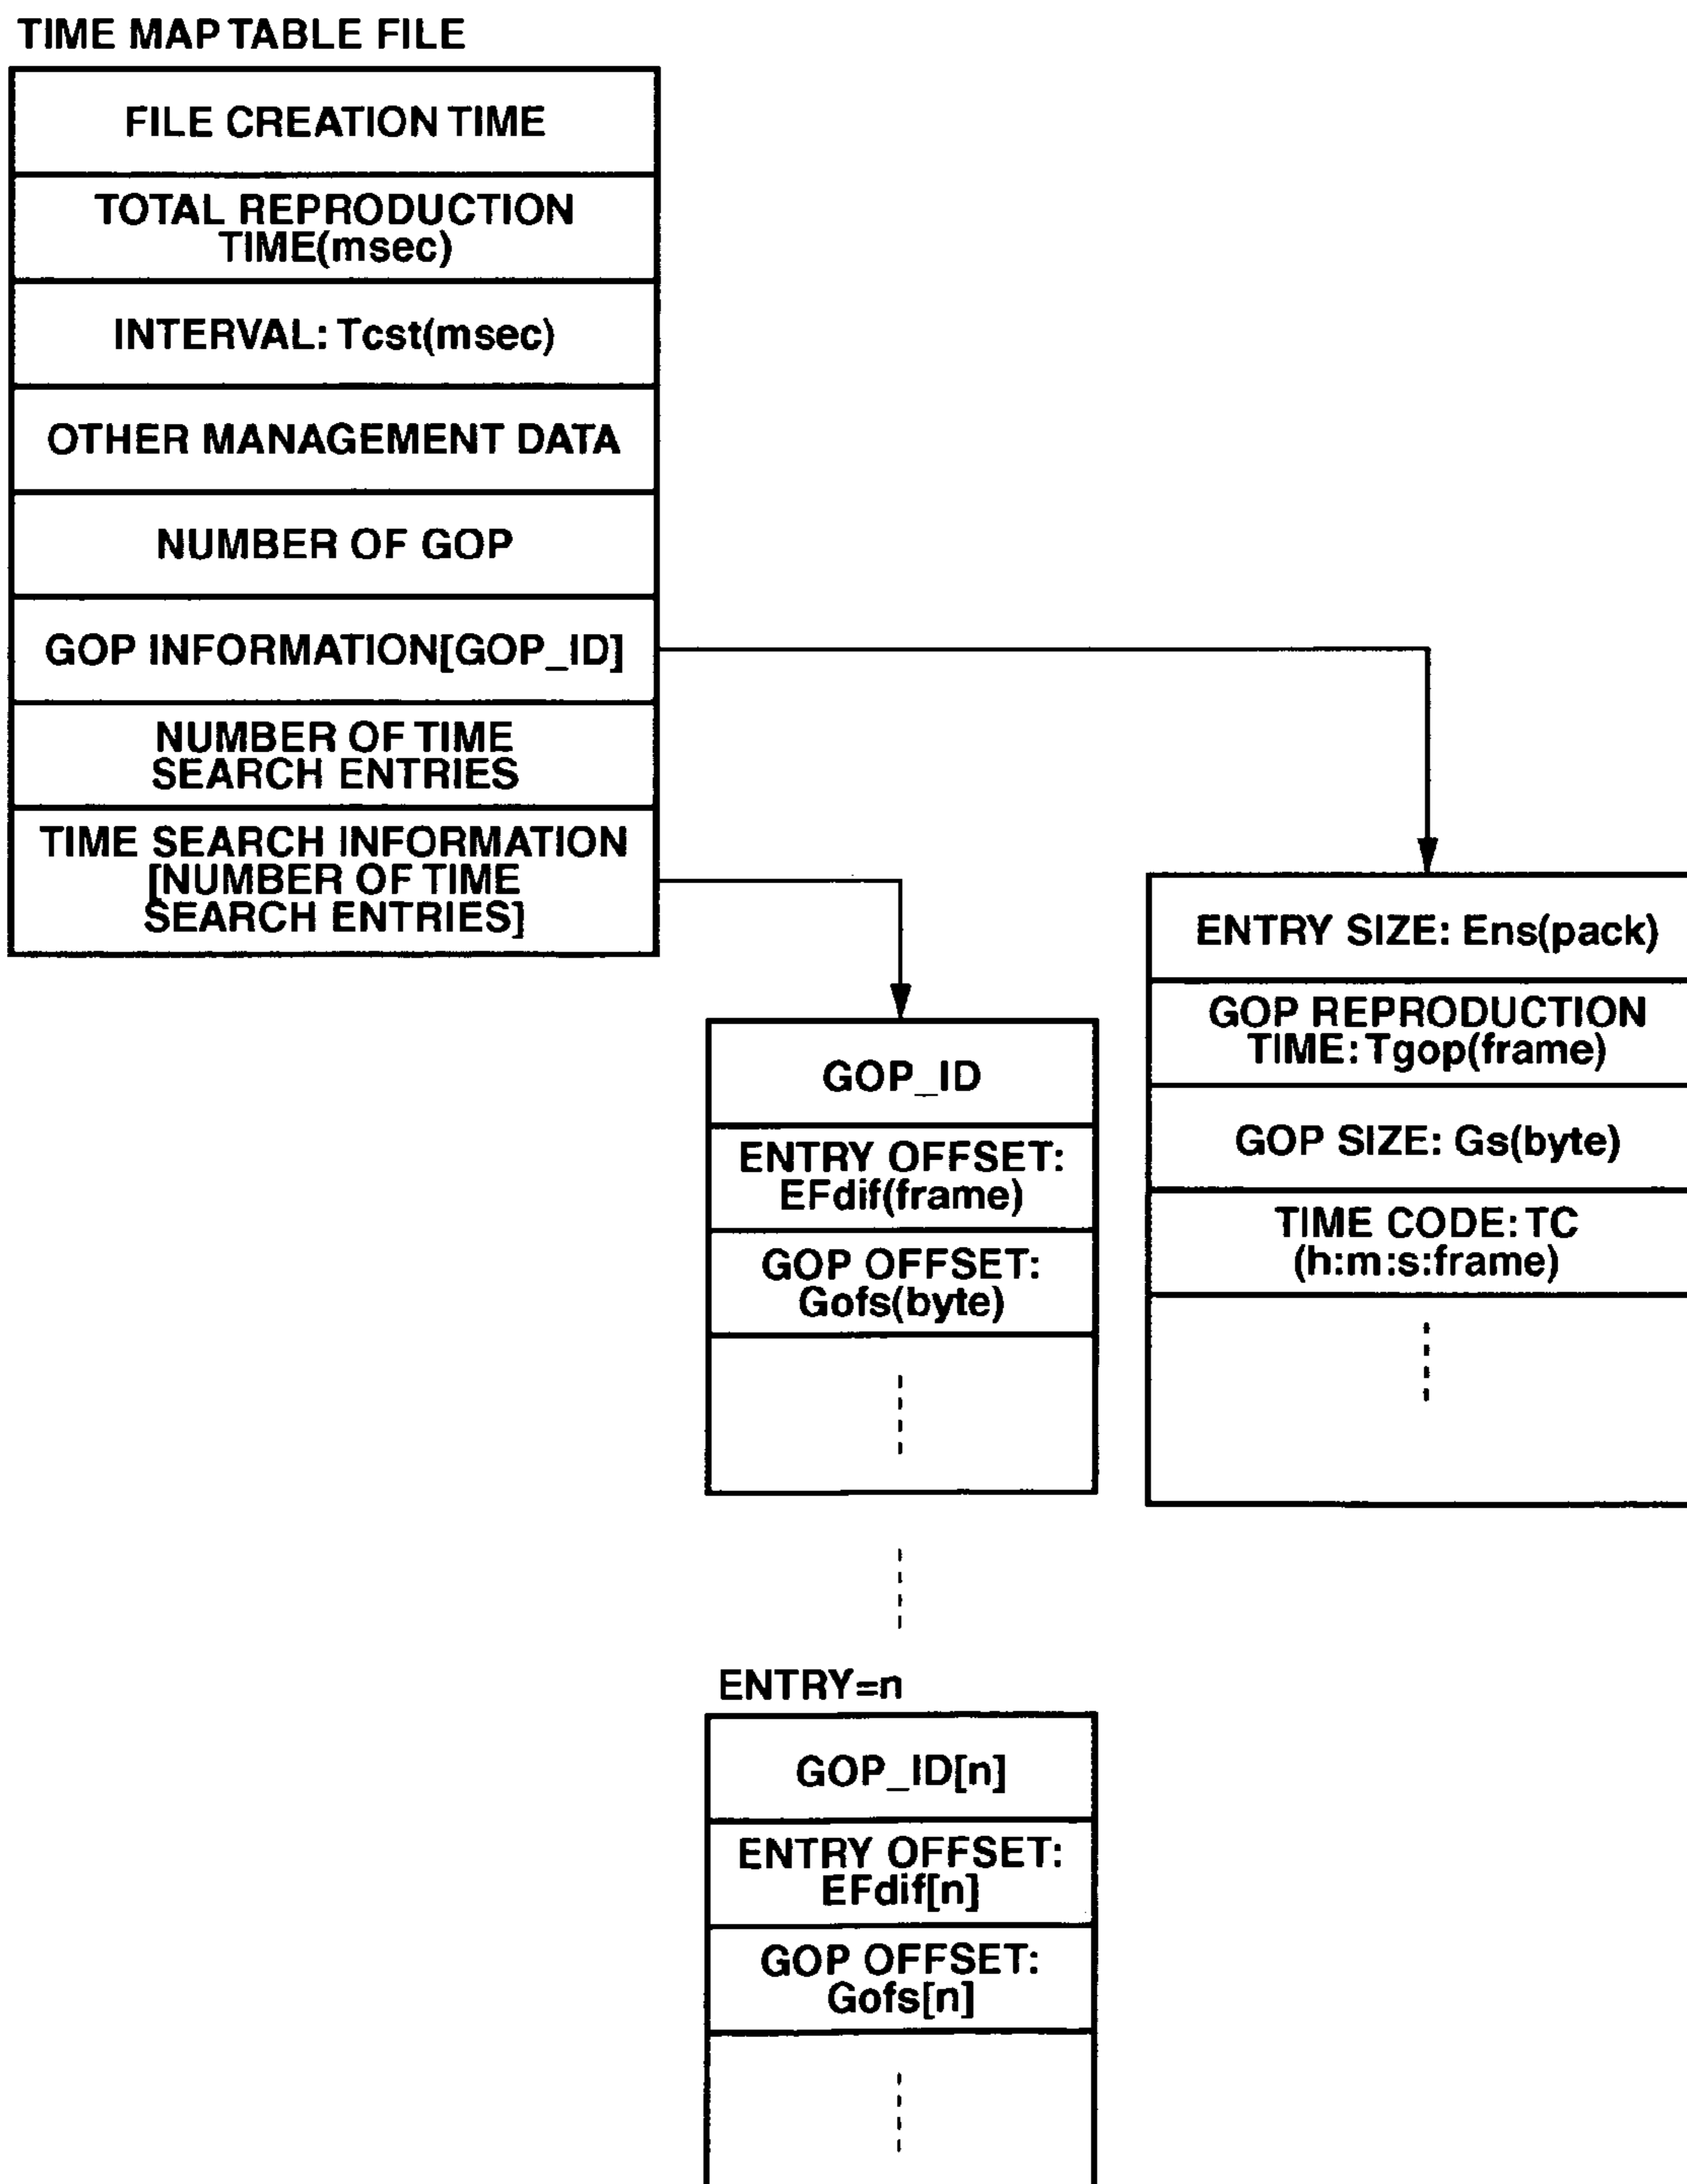 TIME MAP TABLE FILE
FILE CREATION TIME
TOTAL REPRODUCTION
TIME(msec)
INTERVAL: Tcst(msec)
OTHER MANAGEMENT DATA
NUMBER OF GOP
GOP INFORMATION[GOP_ID]
NUMBER OF TIME
SEARCH ENTRIES
TIME SEARCH INFORMATION
[NUMBER OF TIME
SEARCH ENTRIES]
GOP_ID
ENTRY OFFSET:
EFdif(frame)
GOP OFFSET:
Gofs(byte)
ENTRY SIZE: Ens(pack)
GOP REPRODUCTION
TIME: Tgop(frame)
GOP SIZE: Gs(byte)
TIME CODE: TC
(h:m:s:frame)
ENTRY=n
GOP_ID[n]
ENTRY OFFSET:
EFdif[n]
GOP OFFSET:
Gofs[n]